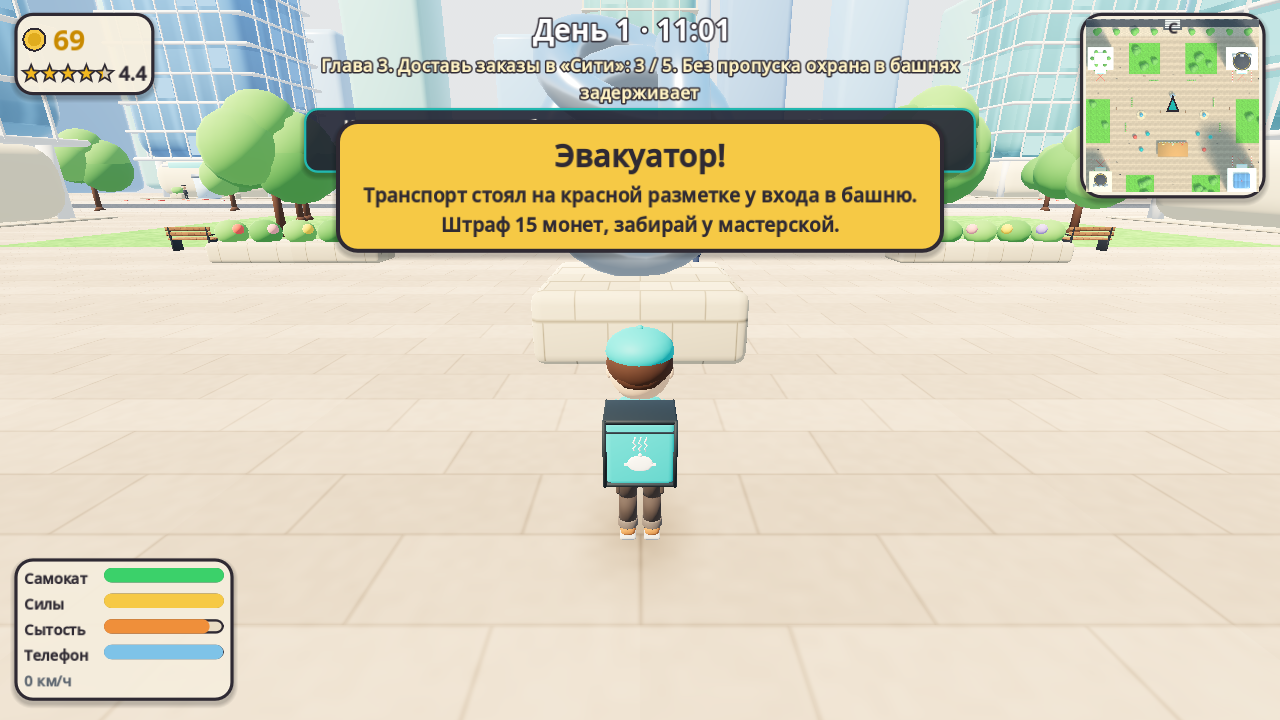 69
4.4
День 1 · 11:01
Глава 3. Доставь заказы в «Сити»: 3 / 5. Без пропуска охрана в башнях
задерживает
С
Эвакуатор!
Транспорт стоял на красной разметке у входа в башню.
Штраф 15 монет, забирай у мастерской.
Самокат
Силы
Сытость
Телефон
0 км/ч